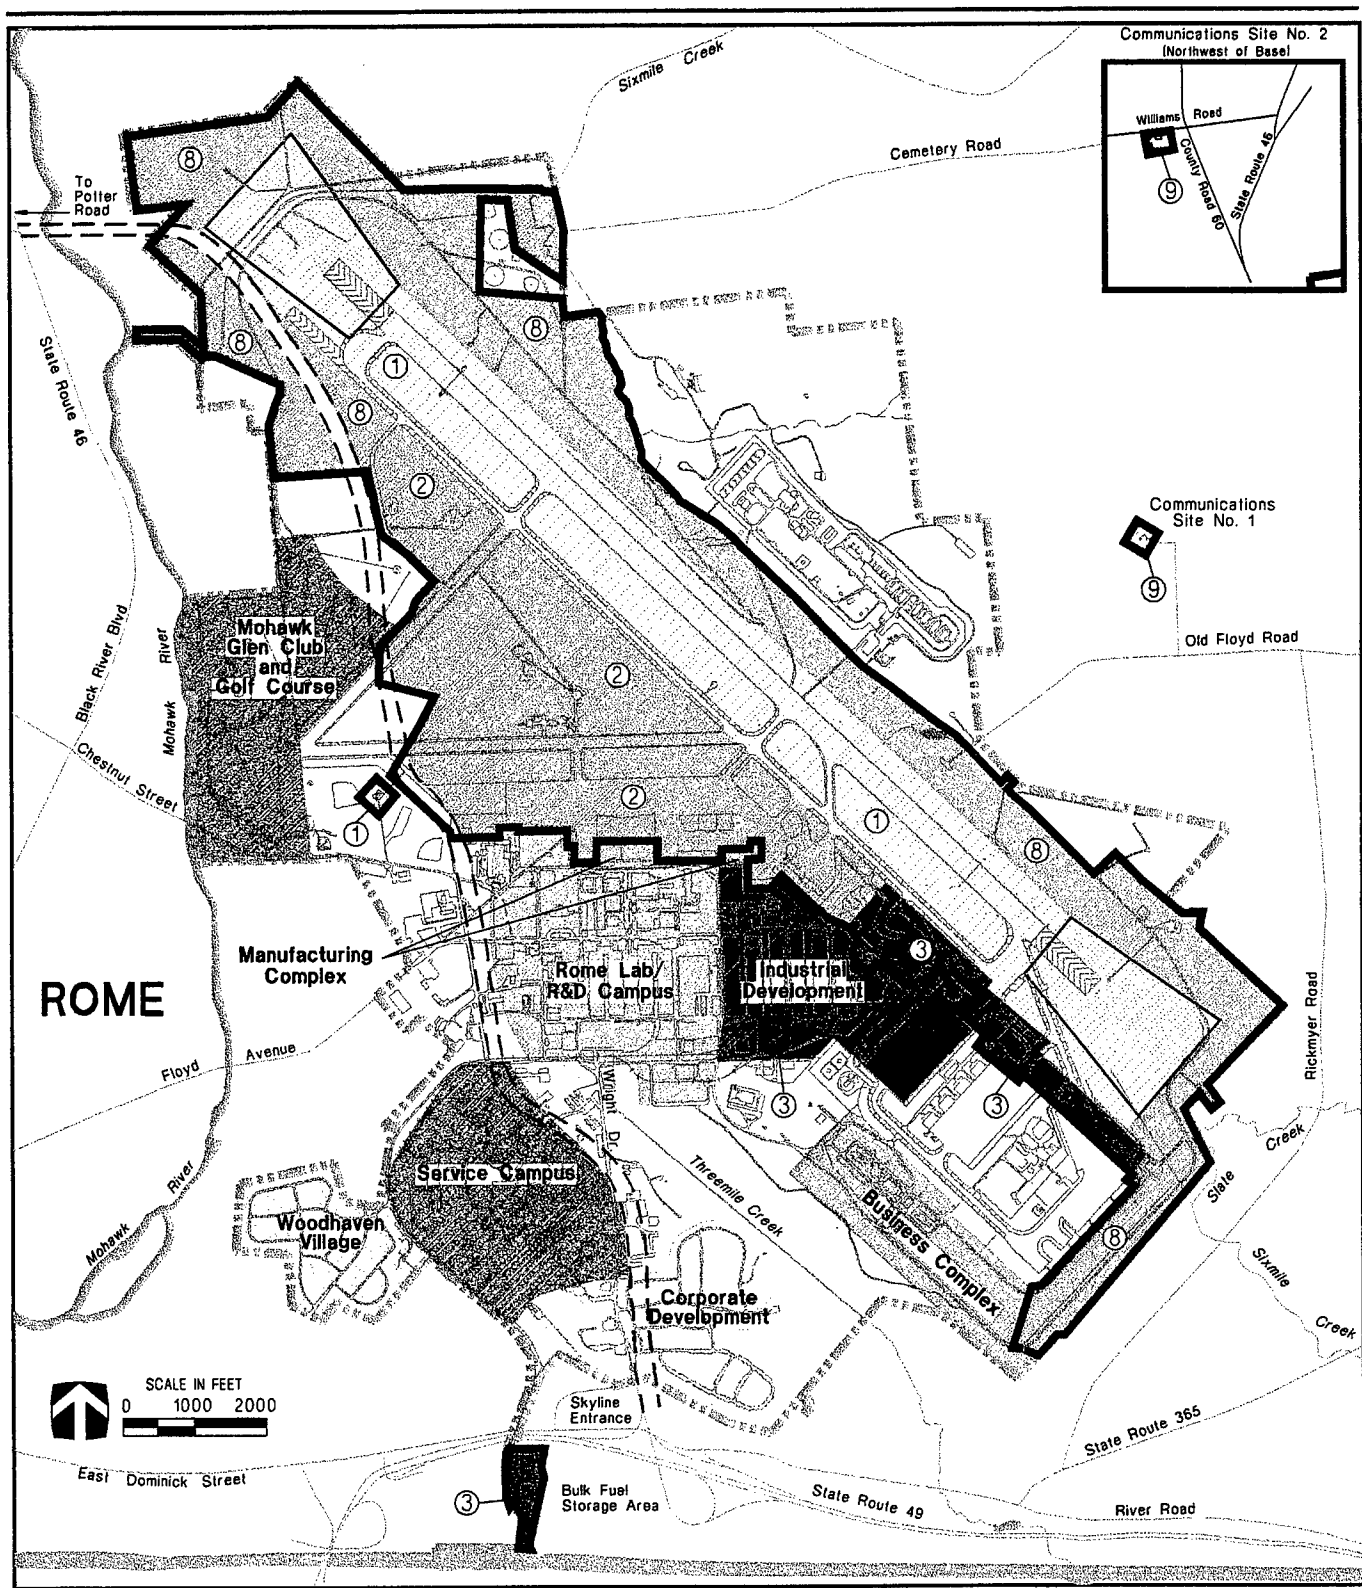 Communications Site No. 2
(Northwest of Base)
Sixmile Creek
Williams Road
Cemetery Road
County Road 60
State Route 46
9
8
To
Potter
Road
8
8
1
8
State Route 46
2
Communications
Site No. 1
9
Old Floyd Road
Mohawk
Glen Club
and
Golf Course
Black River Blvd
Mohawk River
Chestnut Street
2
2
1
1
8
Manufacturing
Complex
Rome Lab/
R&D Campus
Industrial
Development
3
ROME
Rickmyer Road
Floyd Avenue
Wright Dr.
3
3
Slate Creek
Service Campus
Threemile Creek
Mohawk River
Woodhaven
Village
Business Complex
8
Sixmile Creek
Corporate
Development
SCALE IN FEET
0 1000 2000
Skyline
Entrance
State Route 365
East Dominick Street
3
Bulk Fuel
Storage Area
State Route 49
River Road